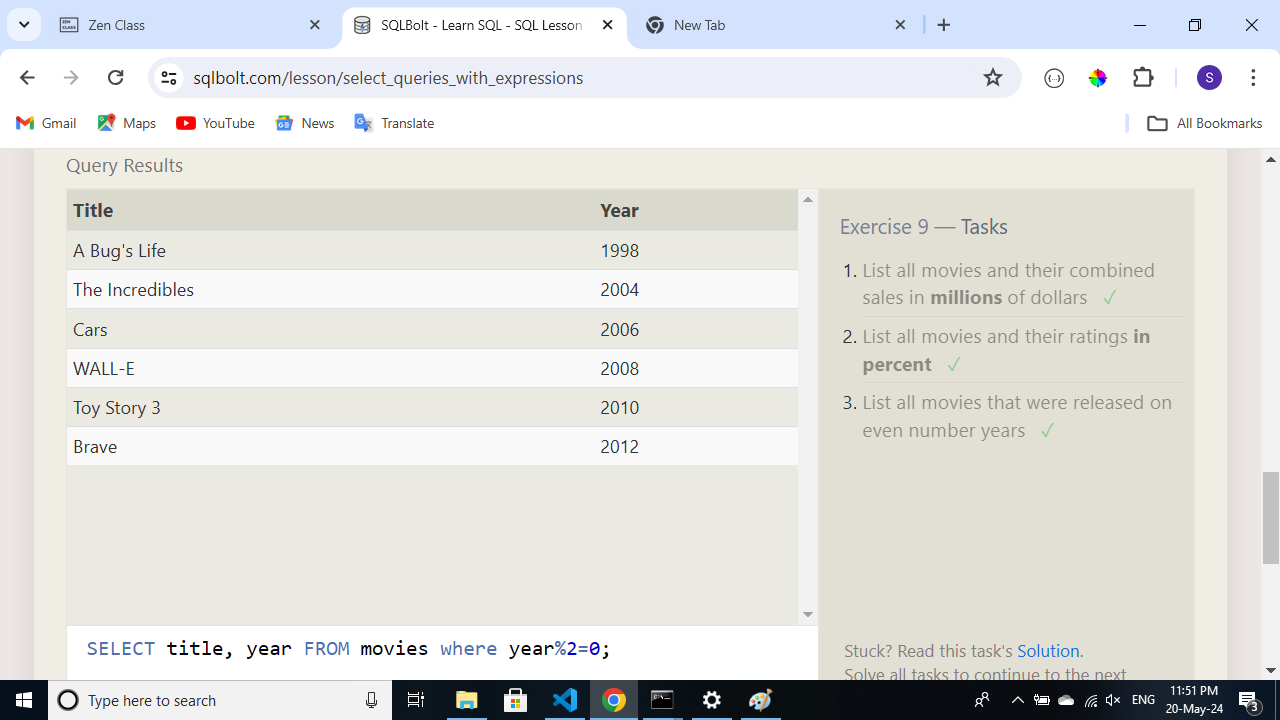 Zen Class
SQLBolt - Learn SQL - SQL Lesson
New Tab
sqlbolt.com/lesson/select_queries_with_expressions
S
Gmail
Maps
YouTube
News
Translate
All Bookmarks
Query Results
Title Year
A Bug's Life 1998
The Incredibles 2004
Cars 2006
WALL-E 2008
Toy Story 3 2010
Brave 2012
Exercise 9 — Tasks
1. List all movies and their combined
sales in millions of dollars ✓
2. List all movies and their ratings in
percent ✓
3. List all movies that were released on
even number years ✓
SELECT title, year FROM movies where year%2=0;
Stuck? Read this task's Solution.
Solve all tasks to continue to the next
Type here to search
ENG
11:51 PM
20-May-24
3